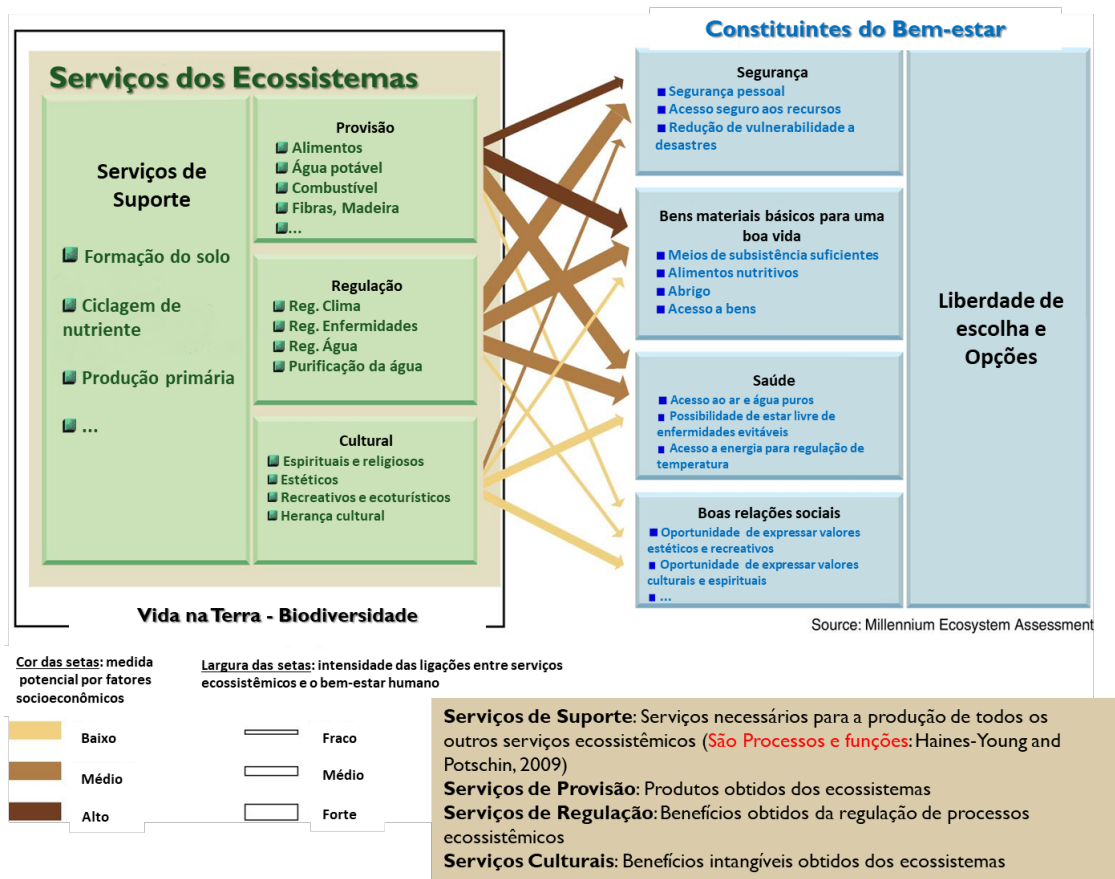 Constituintes do Bem-estar
Serviços dos Ecossistemas
Serviços de
Suporte
Formação do solo
Ciclagem de
nutriente
Produção primária
...
Provisão
Alimentos
Água potável
Combustível
Fibras, Madeira
...
Regulação
Reg. Clima
Reg. Enfermidades
Reg. Água
Purificação da água
Cultural
Espirituais e religiosos
Estéticos
Recreativos e ecoturísticos
Herança cultural
Vida na Terra - Biodiversidade
Segurança
Segurança pessoal
Acesso seguro aos recursos
Redução de vulnerabilidade a
desastres
Bens materiais básicos para uma
boa vida
Meios de subsistência suficientes
Alimentos nutritivos
Abrigo
Acesso a bens
Saúde
Acesso ao ar e água puros
Possibilidade de estar livre de
enfermidades evitáveis
Acesso a energia para regulação de
temperatura
Boas relações sociais
Oportunidade de expressar valores
estéticos e recreativos
Oportunidade de expressar valores
culturais e espirituais
...
Liberdade de
escolha e
Opções
Source: Millennium Ecosystem Assessment
Cor das setas: medida
potencial por fatores
socioeconômicos
Baixo
Médio
Alto
Largura das setas: intensidade das ligações entre serviços
ecossistêmicos e o bem-estar humano
Fraco
Médio
Forte
Serviços de Suporte: Serviços necessários para a produção de todos os
outros serviços ecossistêmicos (São Processos e funções: Haines-Young and
Potschin, 2009)
Serviços de Provisão: Produtos obtidos dos ecossistemas
Serviços de Regulação: Benefícios obtidos da regulação de processos
ecossistêmicos
Serviços Culturais: Benefícios intangíveis obtidos dos ecossistemas